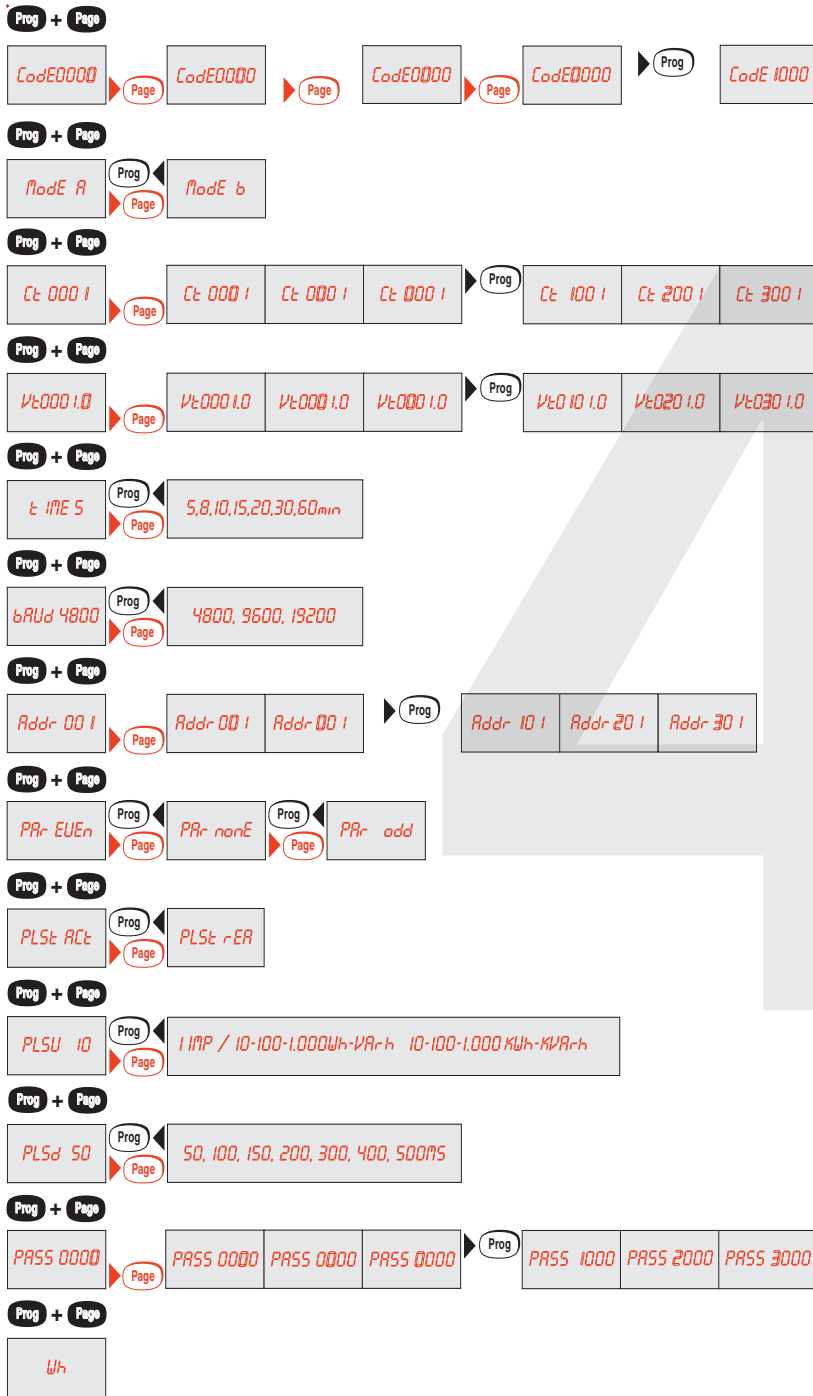 Prog + Page
CodE0000 Page CodE0000 Page CodE0000 Page CodE0000 Prog CodE 1000
Prog + Page
ModE A Prog Page ModE b
Prog + Page
Ct 0001 Page Ct 0001 Ct 0001 Ct 0001 Prog Ct 1001 Ct 2001 Ct 3001
Prog + Page
Vt0001.0 Page Vt0001.0 Vt0001.0 Vt0001.0 Prog Vt0101.0 Vt0201.0 Vt0301.0
Prog + Page
tIME 5 Prog Page 5,8,10,15,20,30,60min
Prog + Page
bAUd 4800 Prog Page 4800, 9600, 19200
Prog + Page
Addr 001 Page Addr 001 Addr 001 Prog Addr 101 Addr 201 Addr 301
Prog + Page
PAr EUEn Prog Page PAr nonE Prog Page PAr odd
Prog + Page
PLSt ACt Prog Page PLSt rEA
Prog + Page
PLSU 10 Prog Page 1 IMP / 10-100-1.000Wh-VArh 10-100-1.000 KWh-KVArh
Prog + Page
PLSd 50 Prog Page 50, 100, 150, 200, 300, 400, 500MS
Prog + Page
PASS 0000 Page PASS 0000 PASS 0000 PASS 0000 Prog PASS 1000 PASS 2000 PASS 3000
Prog + Page
Wh
4